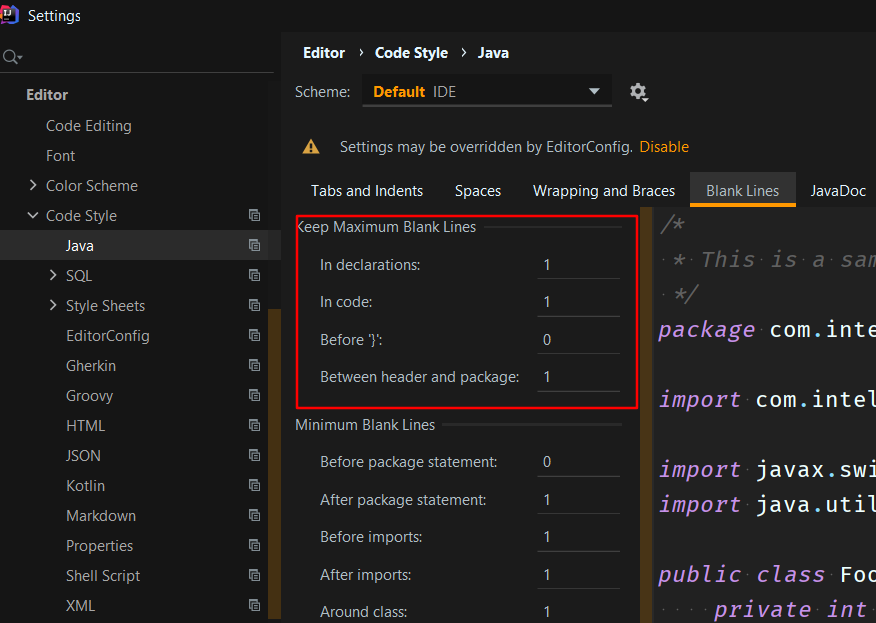 Settings
Editor
Code Editing
Font
Color Scheme
Code Style
Java
SQL
Style Sheets
EditorConfig
Gherkin
Groovy
HTML
JSON
Kotlin
Markdown
Properties
Shell Script
XML
Editor › Code Style › Java
Scheme: Default IDE
Settings may be overridden by EditorConfig. Disable
Tabs and Indents Spaces Wrapping and Braces Blank Lines JavaDoc
Keep Maximum Blank Lines
In declarations: 1
In code: 1
Before '}': 0
Between header and package: 1
Minimum Blank Lines
Before package statement: 0
After package statement: 1
Before imports: 1
After imports: 1
Around class: 1
/*
* This is a sam
*/
package com.inte
import com.intel
import javax.swi
import java.util
public class Foo
private int